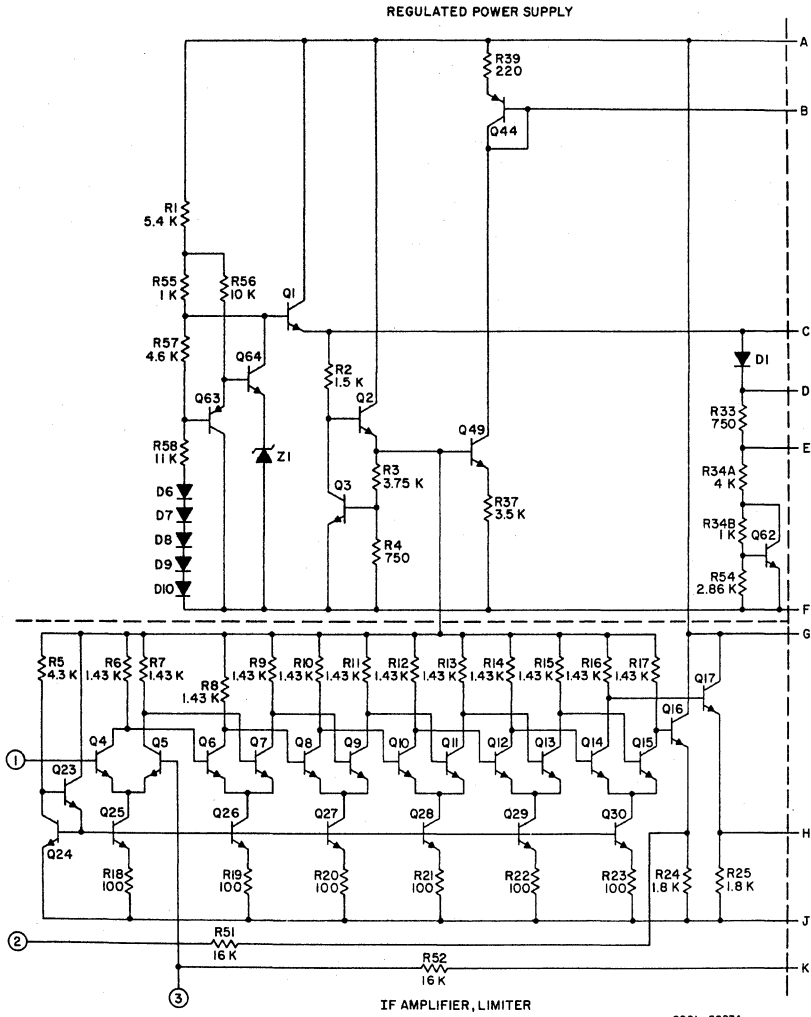 REGULATED POWER SUPPLY
A
R39
220
B
Q44
R1
5.4 K
R55
1 K
R56
10 K
Q1
C
R57
4.6 K
Q64
R2
1.5 K
D1
Q2
D
Q63
R33
750
Q49
E
R58
11 K
Z1
R3
3.75 K
R34A
4 K
D6
Q3
R37
3.5 K
D7
R34B
1 K
Q62
D8
R4
750
D9
R54
2.86 K
D10
F
G
R5
4.3 K
R6
1.43 K
R7
1.43 K
R8
1.43 K
R9
1.43 K
R10
1.43 K
R11
1.43 K
R12
1.43 K
R13
1.43 K
R14
1.43 K
R15
1.43 K
R16
1.43 K
R17
1.43 K
Q17
Q16
1
Q4
Q5
Q6
Q7
Q8
Q9
Q10
Q11
Q12
Q13
Q14
Q15
Q23
Q25
Q26
Q27
Q28
Q29
Q30
H
Q24
R18
100
R19
100
R20
100
R21
100
R22
100
R23
100
R24
1.8 K
R25
1.8 K
J
2
R51
16 K
R52
16 K
K
3
IF AMPLIFIER, LIMITER